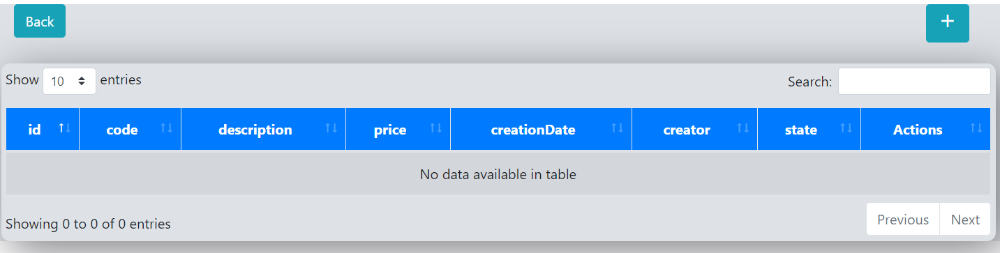 Back +
Show 10 entries Search:
id code description price creationDate creator state Actions
No data available in table
Showing 0 to 0 of 0 entries Previous Next